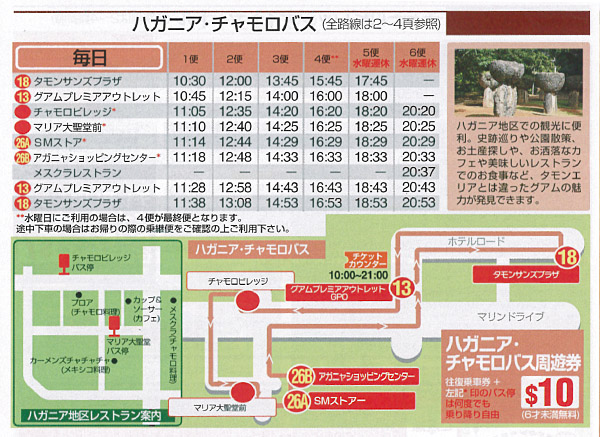 ハガニア・チャモロバス (全路線は2〜4頁参照)
毎日 1便 2便 3便 4便** 5便 水曜運休 6便 水曜運休
18 タモンサンズプラザ 10:30 12:00 13:45 15:45 17:45 —
13 グアムプレミアアウトレット 10:45 12:15 14:00 16:00 18:00 —
チャモロビレッジ* 11:05 12:35 14:20 16:20 18:20 20:20
マリア大聖堂前* 11:10 12:40 14:25 16:25 18:25 20:25
26A SMストア* 11:14 12:44 14:29 16:29 18:29 20:29
26B アガニャショッピングセンター* 11:18 12:48 14:33 16:33 18:33 20:33
メスクラレストラン — — — — — 20:37
13 グアムプレミアアウトレット 11:28 12:58 14:43 16:43 18:43 20:43
18 タモンサンズプラザ 11:38 13:08 14:53 16:53 18:53 20:53
**水曜日にご利用の場合は、4便が最終便となります。
途中下車の場合はお帰りの際の乗継便をご確認の上ご利用下さい。
ハガニア地区での観光に便
利。史跡巡りや公園散策、
お土産探しや、お洒落なカ
フェや美味しいレストラン
でのお食事など、タモンエ
リアとは違ったグアムの魅
力が発見できます。
チャモロビレッジ
バス停
プロア
(チャモロ料理)
カップ&
ソーサー
(カフェ)
メスクラ(チャモロ料理)
マリア大聖堂
バス停
カーメンズチャチャチャ
(メキシコ料理)
ハガニア地区レストラン案内
ハガニア・チャモロバス
チャモロビレッジ
チケット
カウンター
10:00~21:00
グアムプレミアアウトレット
GPO
13
ホテルロード
18
タモンサンズプラザ
マリンドライブ
26B アガニャショッピングセンター
26A SMストアー
マリア大聖堂前
ハガニア・
チャモロバス周遊券
往復乗車券+
左記*印のバス停
は何度でも
乗り降り自由
$10
(6才未満無料)